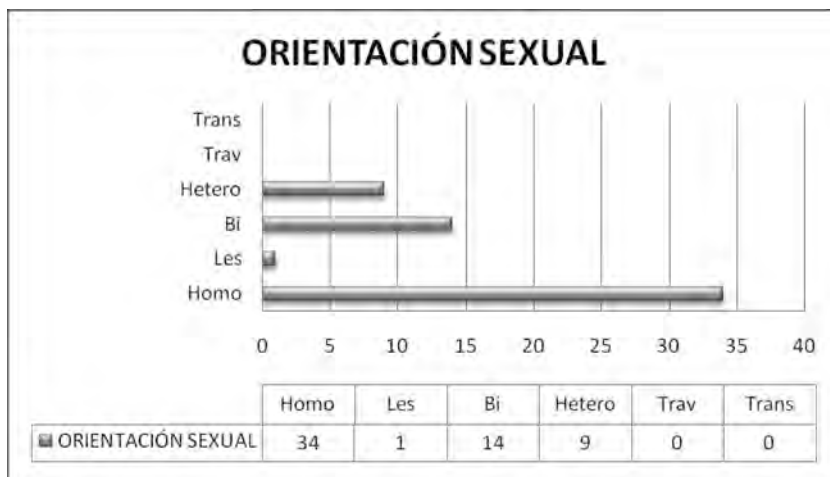 ORIENTACIÓN SEXUAL
Trans
Trav
Hetero
Bi
Les
Homo
0 5 10 15 20 25 30 35 40
Homo Les Bi Hetero Trav Trans
ORIENTACIÓN SEXUAL 34 1 14 9 0 0